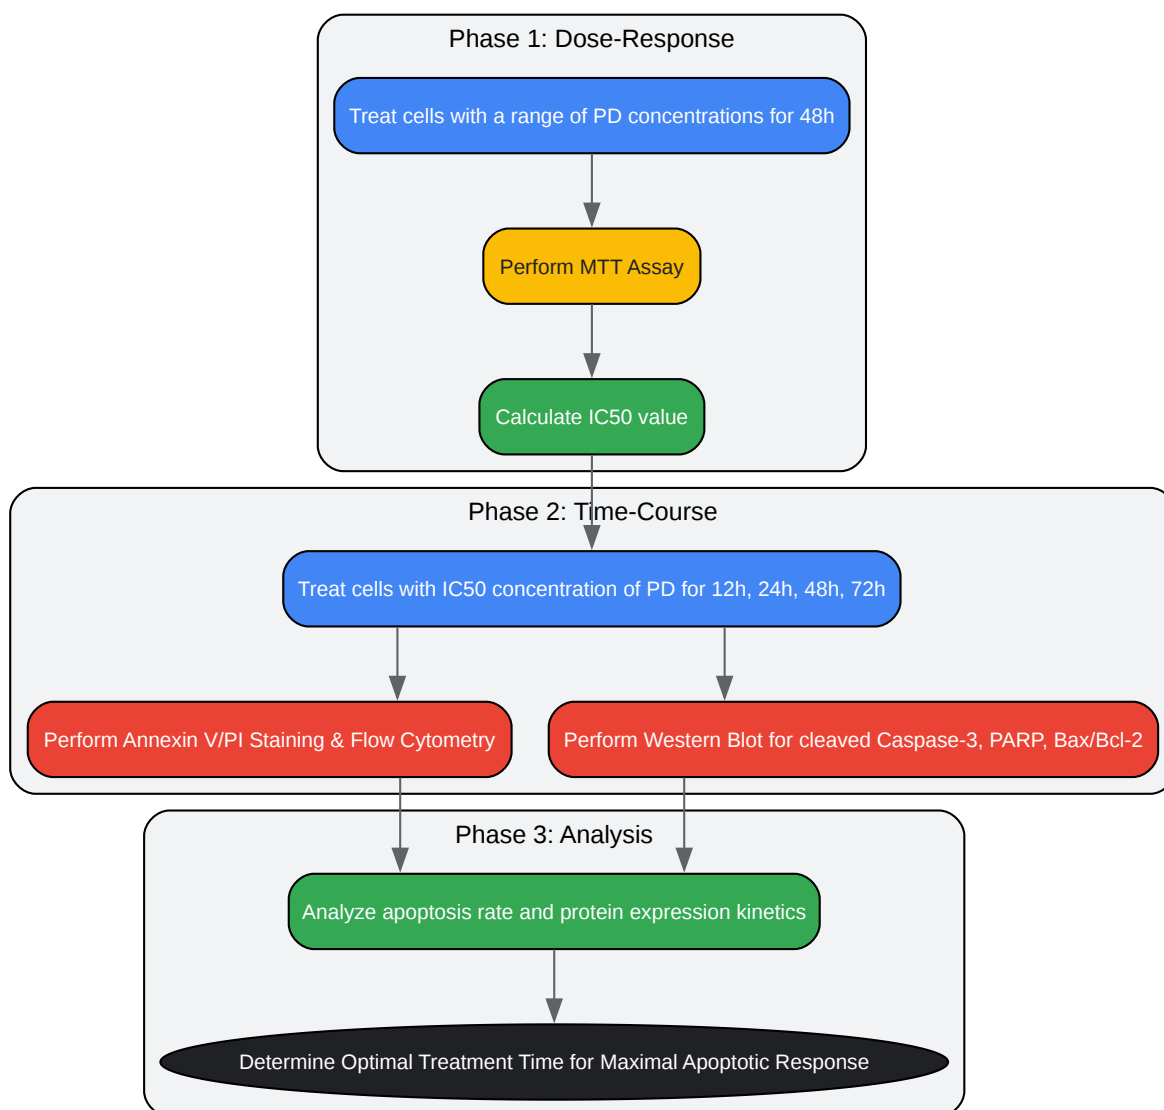 Phase 1: Dose-Response
Treat cells with a range of PD concentrations for 48h
Perform MTT Assay
Calculate IC50 value
Phase 2: Time-Course
Treat cells with IC50 concentration of PD for 12h, 24h, 48h, 72h
Perform Annexin V/PI Staining & Flow Cytometry
Perform Western Blot for cleaved Caspase-3, PARP, Bax/Bcl-2
Phase 3: Analysis
Analyze apoptosis rate and protein expression kinetics
Determine Optimal Treatment Time for Maximal Apoptotic Response